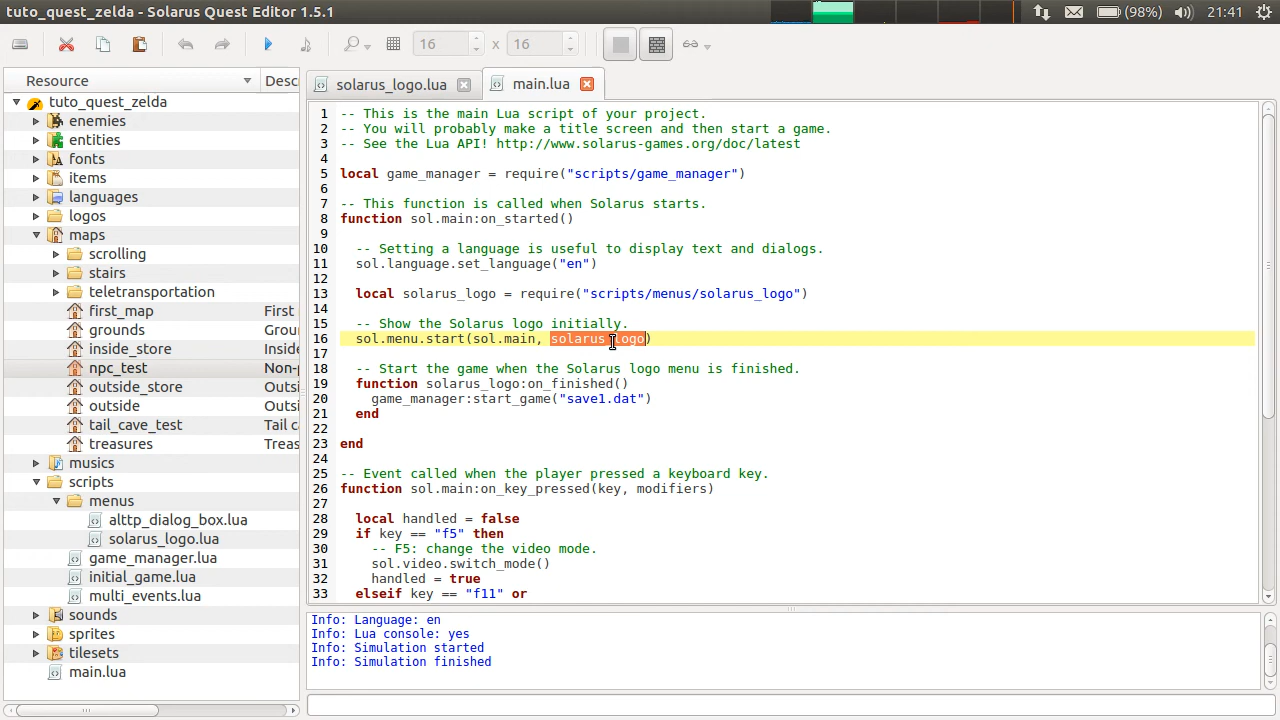 tuto_quest_zelda - Solarus Quest Editor 1.5.1
(98%)
21:41
16 x 16
Resource
Desc
tuto_quest_zelda
enemies
entities
fonts
items
languages
logos
maps
scrolling
stairs
teletransportation
first_map First
grounds Groun
inside_store Inside
npc_test Non-p
outside_store Outsi
outside Outsi
tail_cave_test Tail c
treasures Treas
musics
scripts
menus
alttp_dialog_box.lua
solarus_logo.lua
game_manager.lua
initial_game.lua
multi_events.lua
sounds
sprites
tilesets
main.lua
solarus_logo.lua
main.lua
1 -- This is the main Lua script of your project.
2 -- You will probably make a title screen and then start a game.
3 -- See the Lua API! http://www.solarus-games.org/doc/latest
4
5 local game_manager = require("scripts/game_manager")
6
7 -- This function is called when Solarus starts.
8 function sol.main:on_started()
9
10 -- Setting a language is useful to display text and dialogs.
11 sol.language.set_language("en")
12
13 local solarus_logo = require("scripts/menus/solarus_logo")
14
15 -- Show the Solarus logo initially.
16 sol.menu.start(sol.main, solarus_logo)
17
18 -- Start the game when the Solarus logo menu is finished.
19 function solarus_logo:on_finished()
20 game_manager:start_game("save1.dat")
21 end
22
23 end
24
25 -- Event called when the player pressed a keyboard key.
26 function sol.main:on_key_pressed(key, modifiers)
27
28 local handled = false
29 if key == "f5" then
30 -- F5: change the video mode.
31 sol.video.switch_mode()
32 handled = true
33 elseif key == "f11" or
Info: Language: en
Info: Lua console: yes
Info: Simulation started
Info: Simulation finished